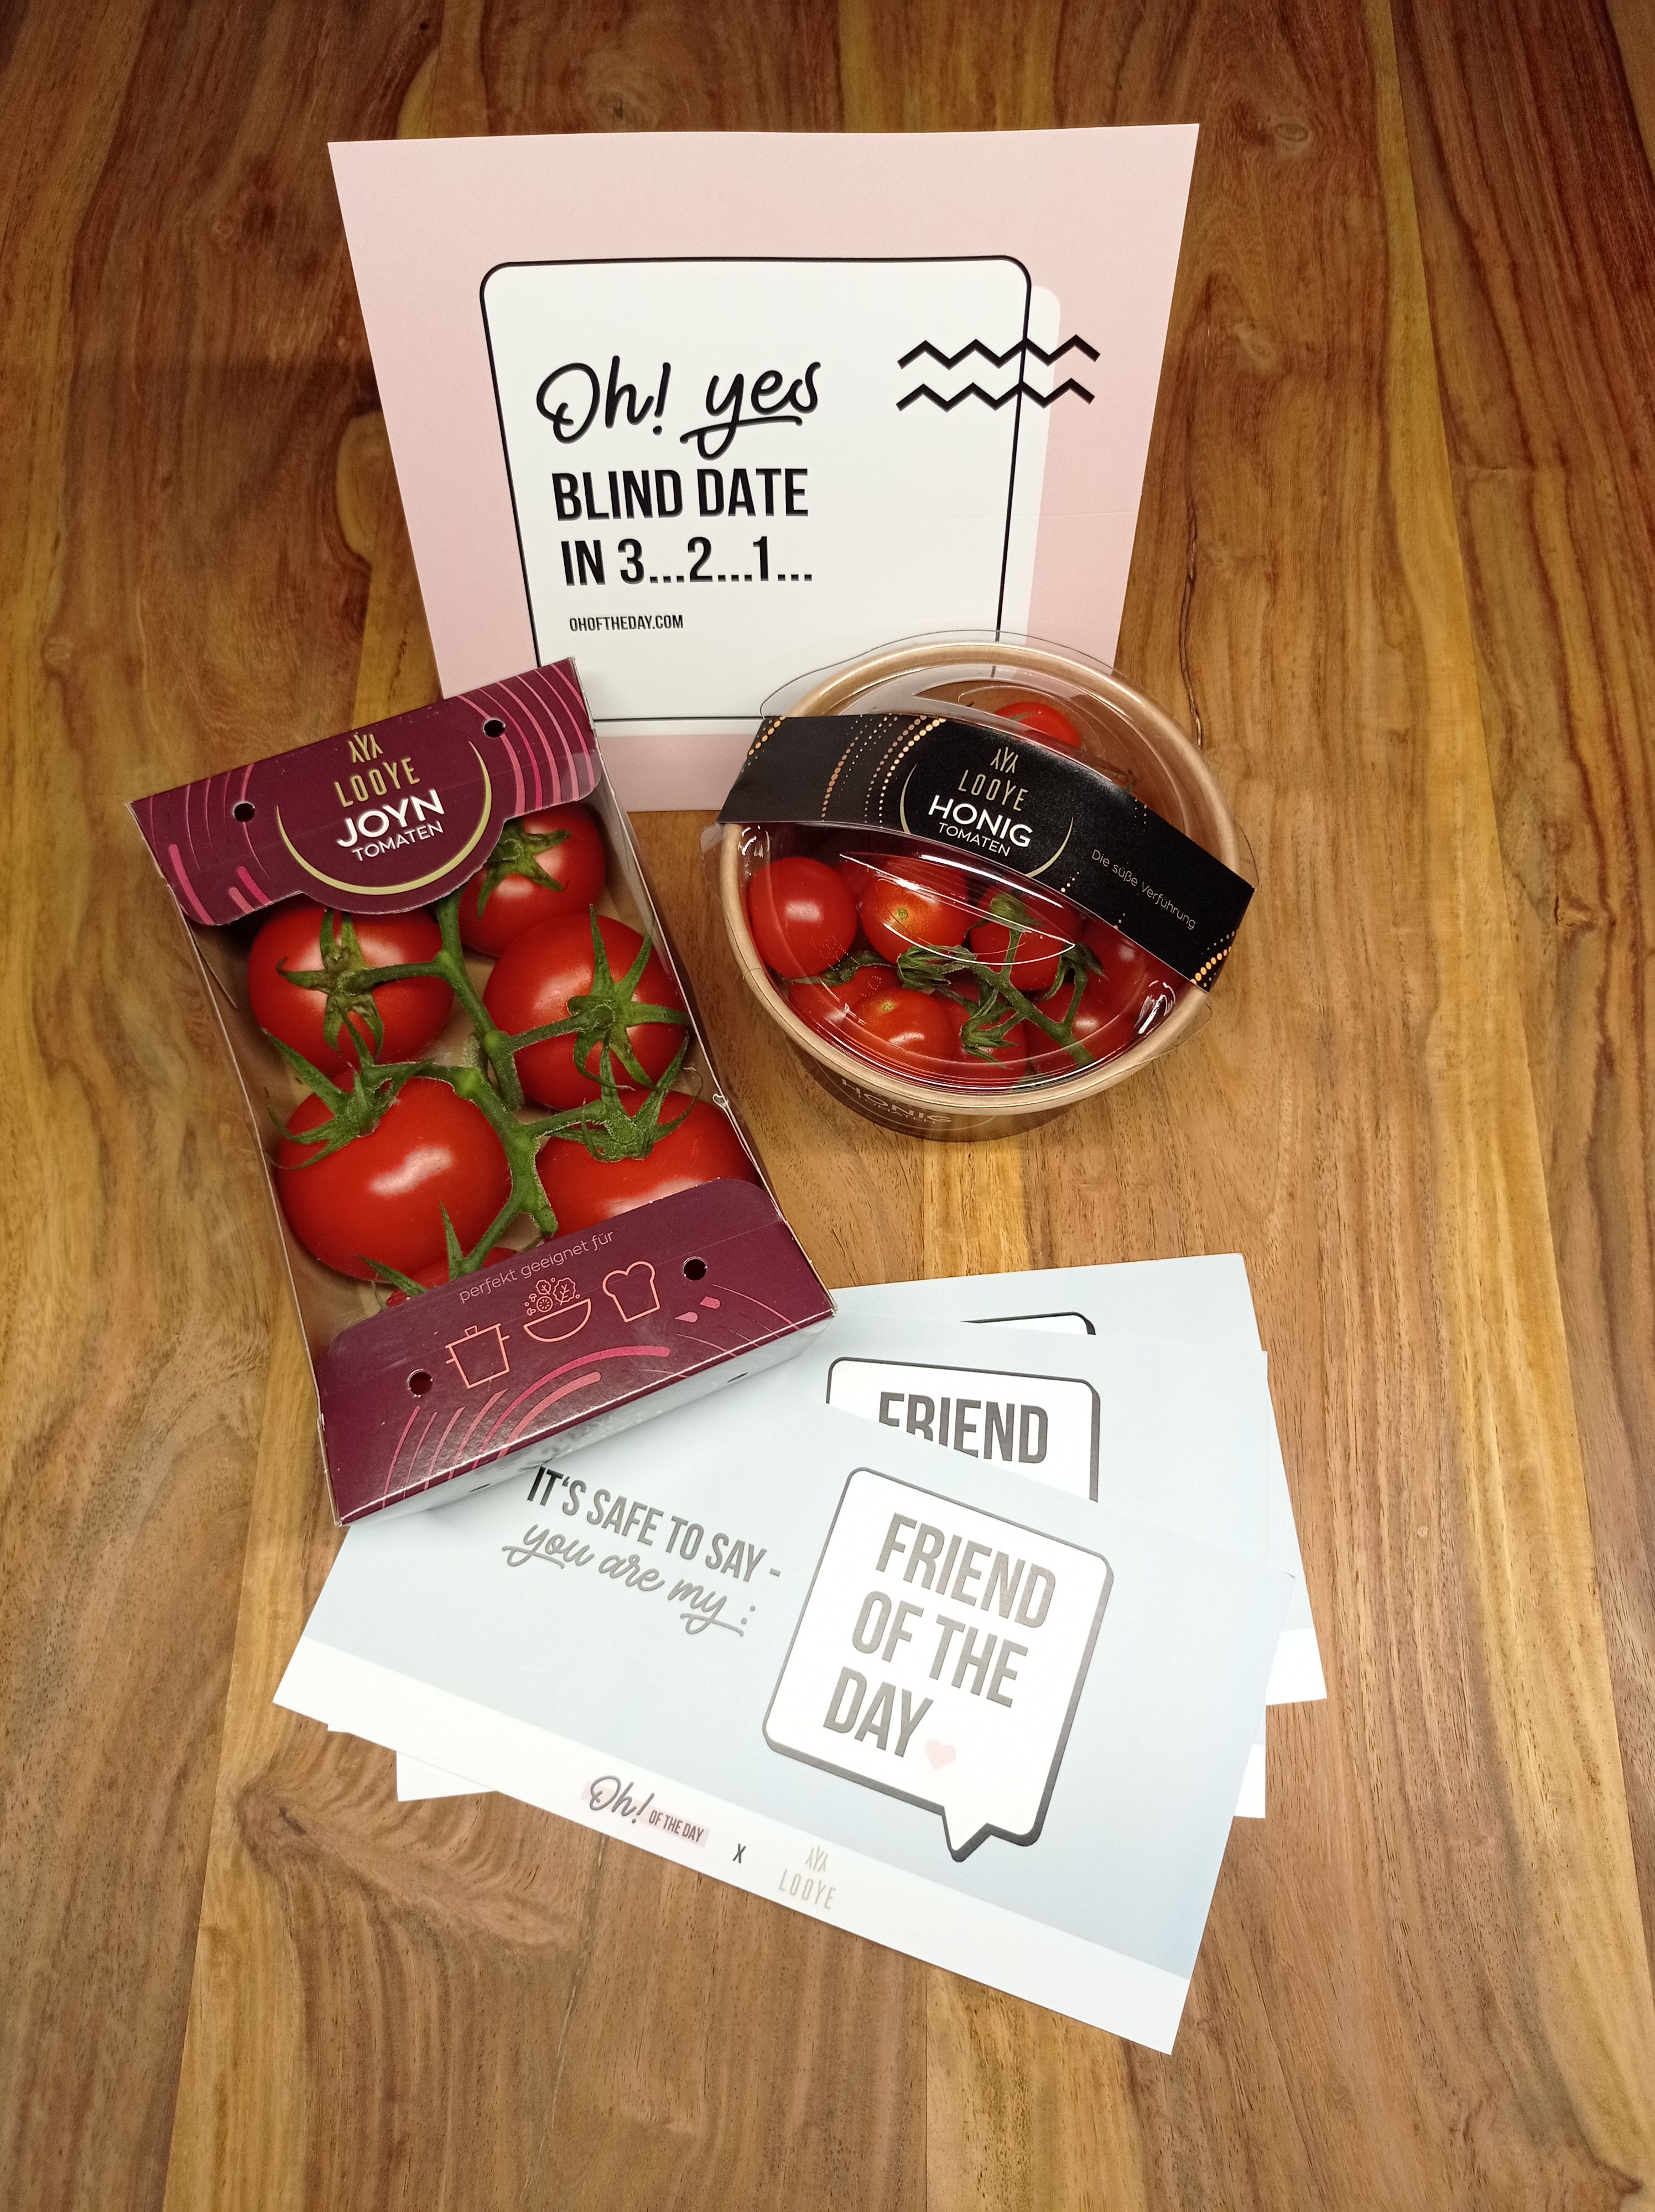 Oh! yes
BLIND DATE
IN 3...2...1...
OHOFTHEDAY.COM
LOOYE
JOYN
TOMATEN
perfekt geeignet für
LOOYE
HONIG
TOMATEN
Die süße Verführung
HONIG
TOMATEN
FRIEND
IT'S SAFE TO SAY -
you are my :
FRIEND
OF THE
DAY
Oh! OF THE DAY X LOOYE